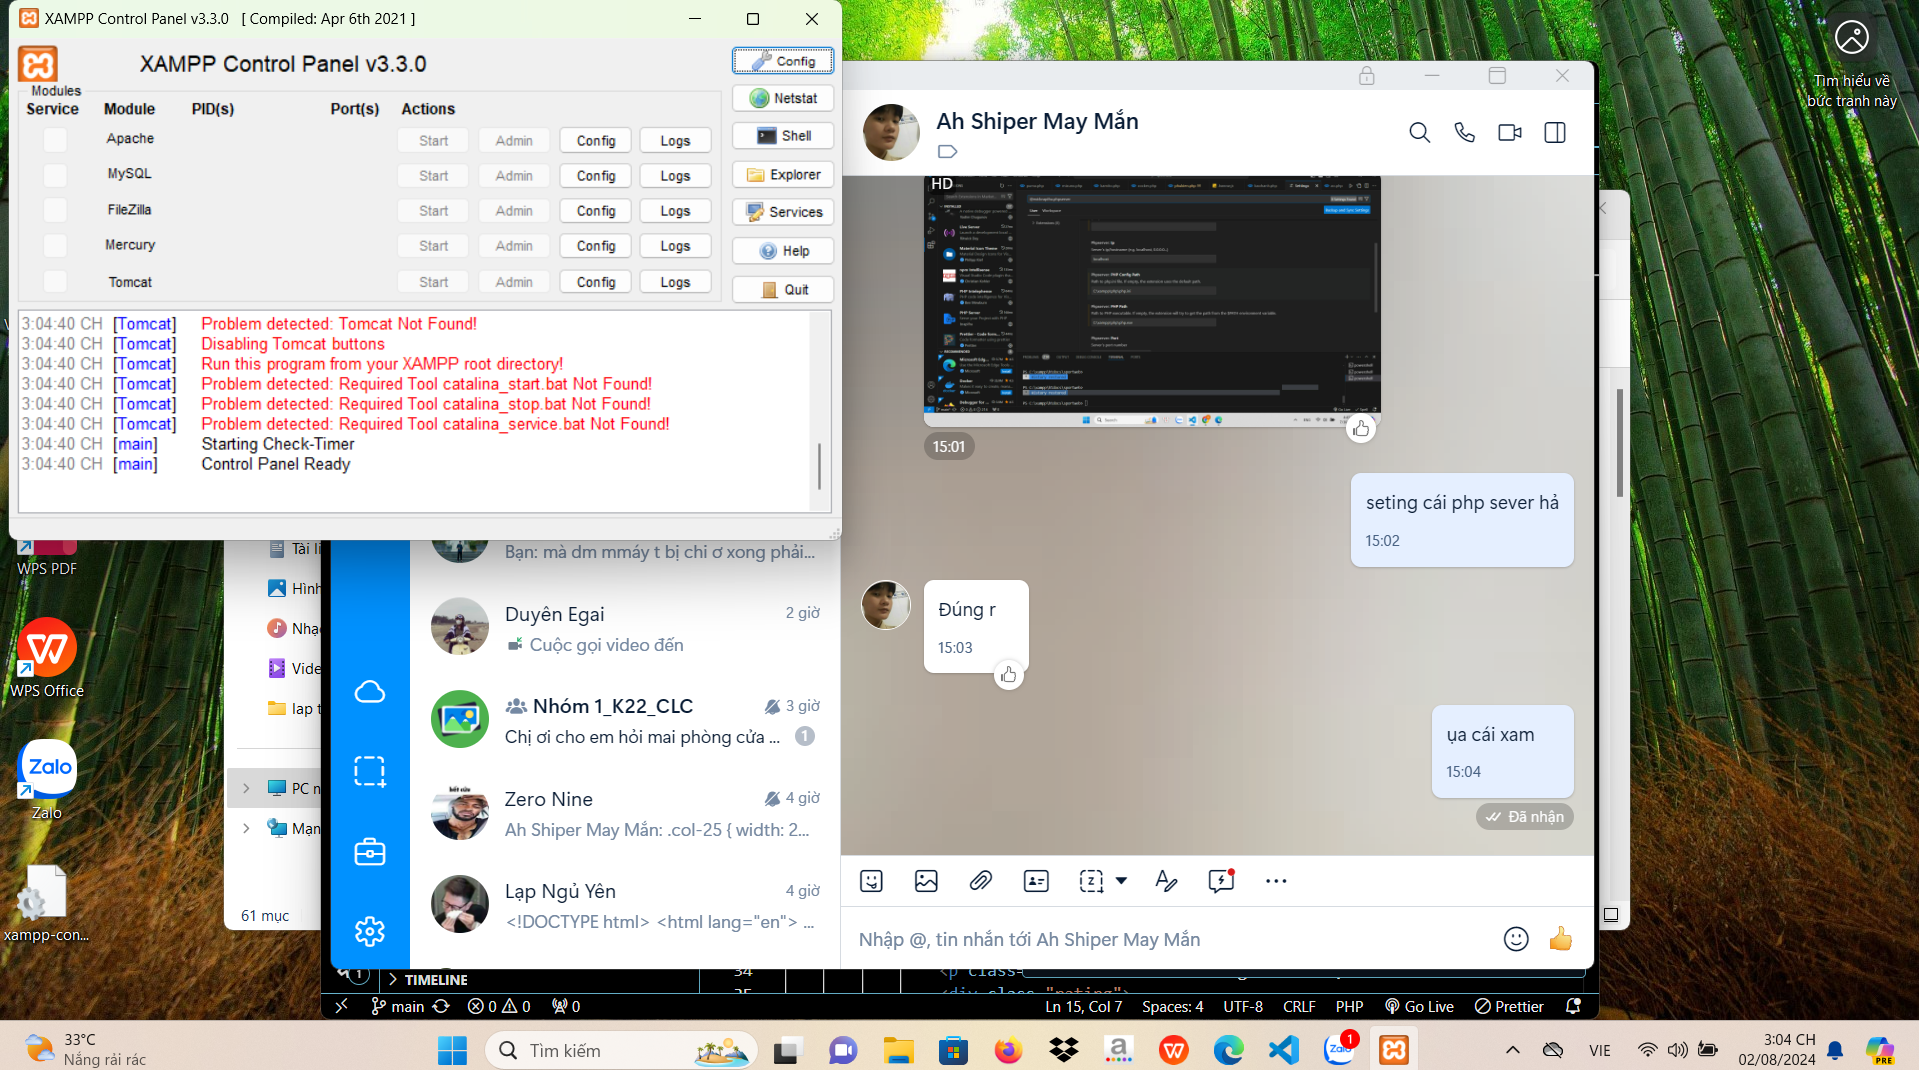 XAMPP Control Panel v3.3.0 [ Compiled: Apr 6th 2021 ]
XAMPP Control Panel v3.3.0
Config
Modules
Service Module PID(s) Port(s) Actions
Netstat
Apache Start Admin Config Logs
Shell
MySQL Start Admin Config Logs
Explorer
FileZilla Start Admin Config Logs
Services
Mercury Start Admin Config Logs
Help
Tomcat Start Admin Config Logs
Quit
3:04:40 CH [Tomcat] Problem detected: Tomcat Not Found!
3:04:40 CH [Tomcat] Disabling Tomcat buttons
3:04:40 CH [Tomcat] Run this program from your XAMPP root directory!
3:04:40 CH [Tomcat] Problem detected: Required Tool catalina_start.bat Not Found!
3:04:40 CH [Tomcat] Problem detected: Required Tool catalina_stop.bat Not Found!
3:04:40 CH [Tomcat] Problem detected: Required Tool catalina_service.bat Not Found!
3:04:40 CH [main] Starting Check-Timer
3:04:40 CH [main] Control Panel Ready
Tìm hiểu về
bức tranh này
Ah Shiper May Mắn
HD
15:01
seting cái php sever hả
15:02
Đúng r
15:03
ụa cái xam
15:04
Đã nhận
Nhập @, tin nhắn tới Ah Shiper May Mắn
Bạn: mà dm mmáy t bị chi ơ xong phải...
Duyên Egai 2 giờ
Cuộc gọi video đến
Nhóm 1_K22_CLC 3 giờ
Chị ơi cho em hỏi mai phòng cửa ... 1
Zero Nine 4 giờ
Ah Shiper May Mắn: .col-25 { width: 2...
Lạp Ngủ Yên 4 giờ
<!DOCTYPE html> <html lang="en"> ...
WPS PDF
WPS Office
Zalo
Zalo
xampp-con...
Tài li
Hình
Nhạ
Vide
lap t
PC n
Mạn
61 mục
1 TIMELINE
34
<p class=
main 0 0 0
Ln 15, Col 7 Spaces: 4 UTF-8 CRLF PHP Go Live Prettier
33°C
Nắng rải rác
Tìm kiếm
1
VIE
3:04 CH
02/08/2024
PRE